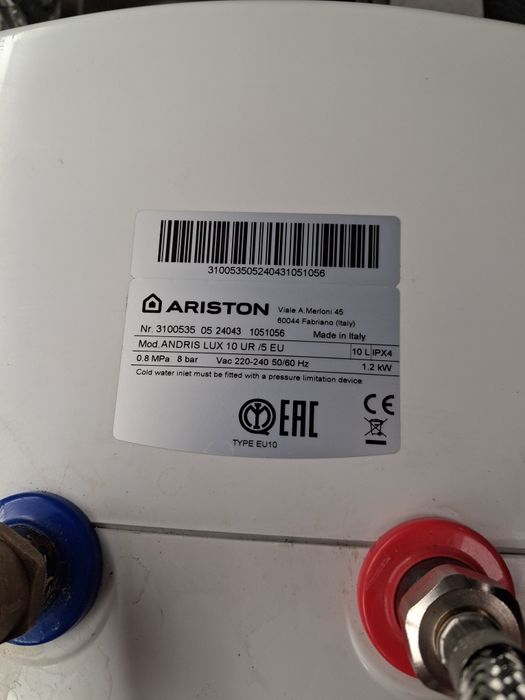 310053505240431051056
ARISTON Viale A.Merloni 45
60044 Fabriano (Italy)
Nr. 3100535 05 24043 1051056 Made in Italy
Mod. ANDRIS LUX 10 UR /5 EU 10 L IPX4
0.8 MPa 8 bar Vac 220-240 50/60 Hz 1.2 kW
Cold water inlet must be fitted with a pressure limitation device
EAC CE
TYPE EU10